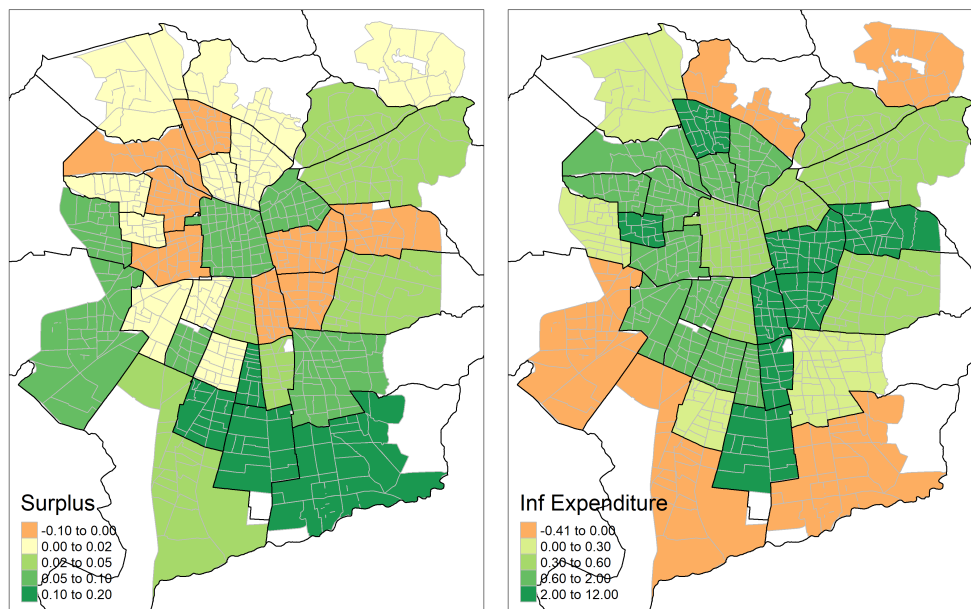 Surplus
-0.10 to 0.00
0.00 to 0.02
0.02 to 0.05
0.05 to 0.10
0.10 to 0.20
Inf Expenditure
-0.41 to 0.00
0.00 to 0.30
0.30 to 0.60
0.60 to 2.00
2.00 to 12.00